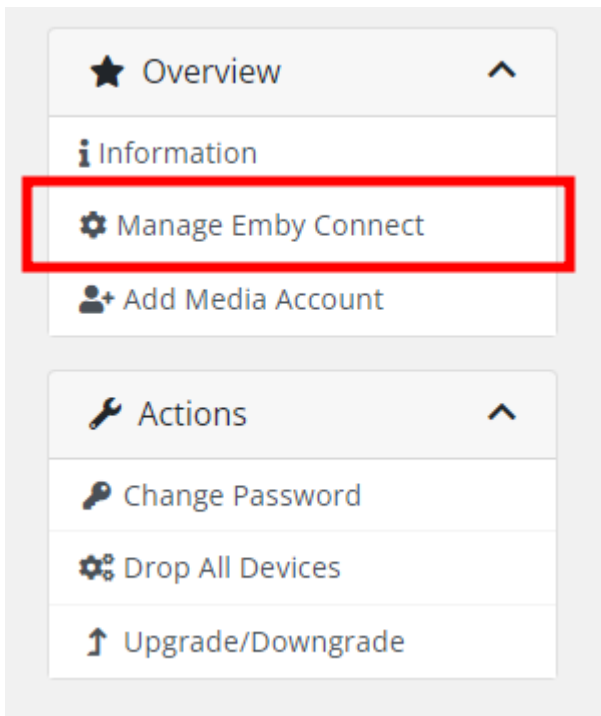 Overview
Information
Manage Emby Connect
Add Media Account
Actions
Change Password
Drop All Devices
Upgrade/Downgrade